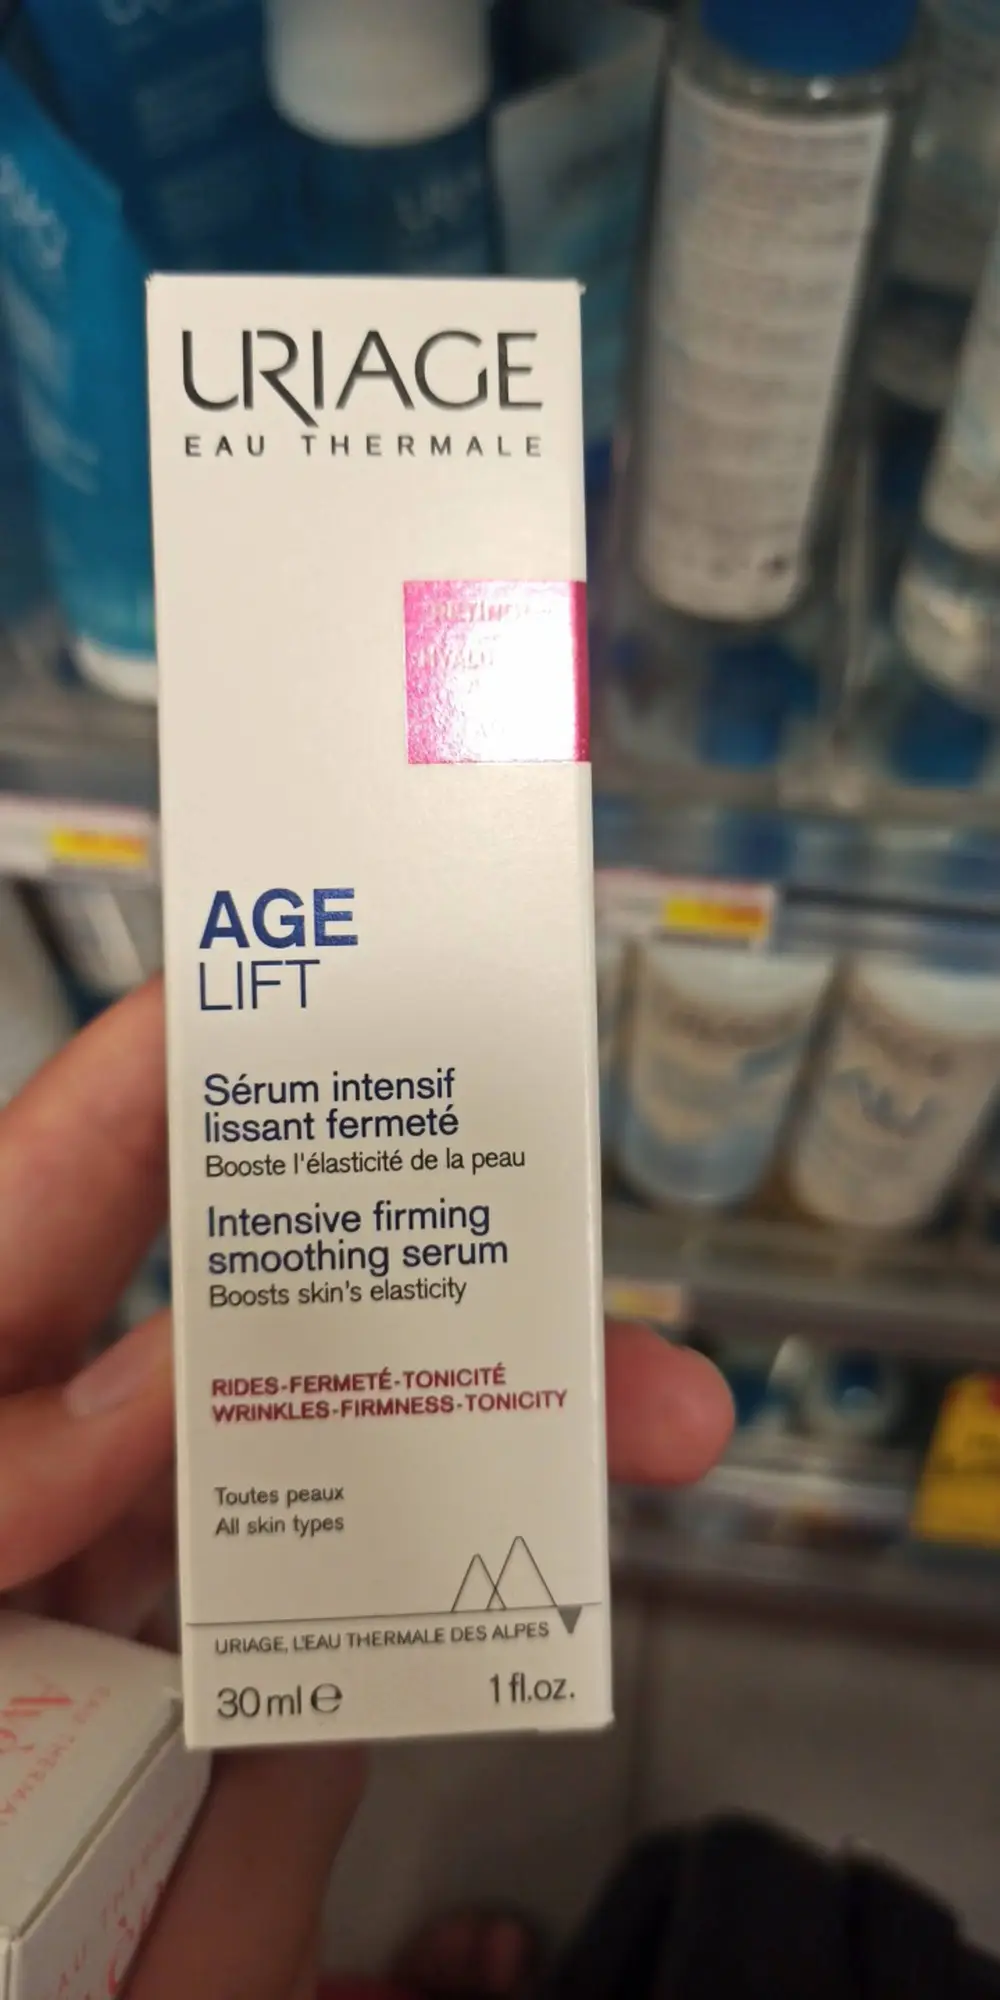 URIAGE
EAU THERMALE
AGE
LIFT
Sérum intensif
lissant fermeté
Booste l'élasticité de la peau
Intensive firming
smoothing serum
Boosts skin's elasticity
RIDES-FERMETÉ-TONICITÉ
WRINKLES-FIRMNESS-TONICITY
Toutes peaux
All skin types
URIAGE, L'EAU THERMALE DES ALPES
30 ml ℮ 1 fl.oz.